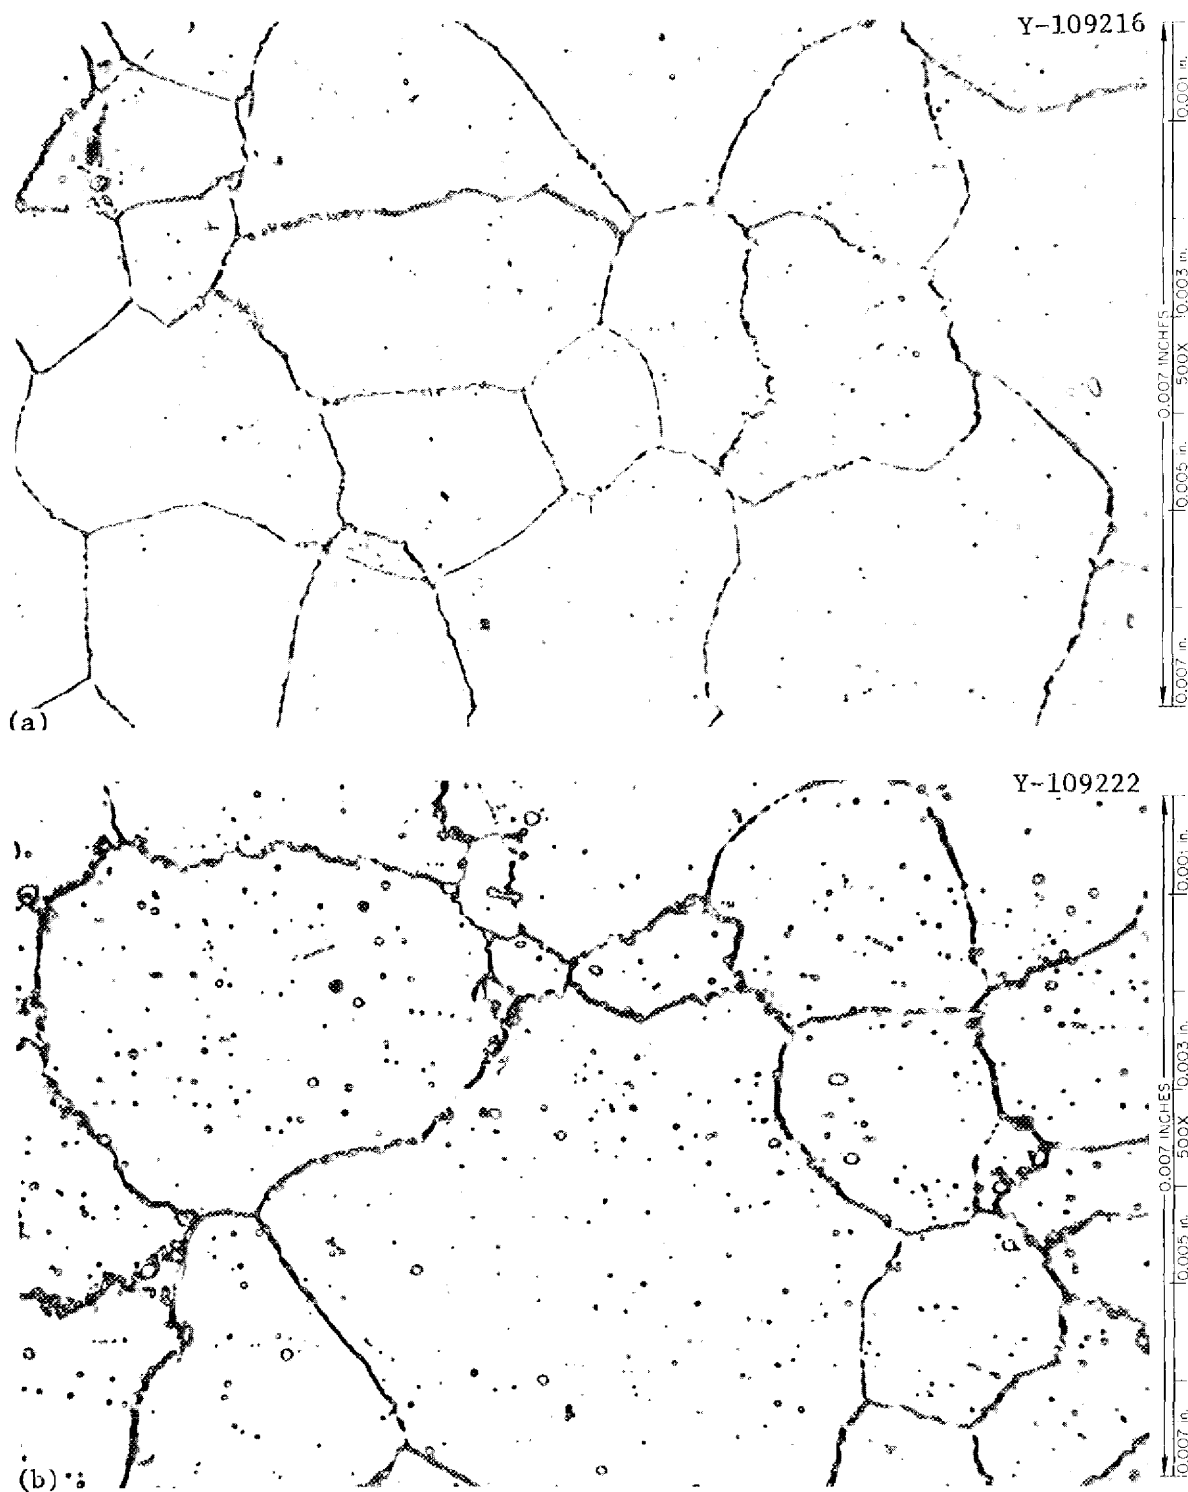 Y-109216
0.001 in.
0.003 in.
0.007 INCHES
500X
0.005 in.
0.007 in.
(a)
Y-109222
0.001 in.
0.003 in.
0.007 INCHES
500X
0.005 in.
0.007 in.
(b)